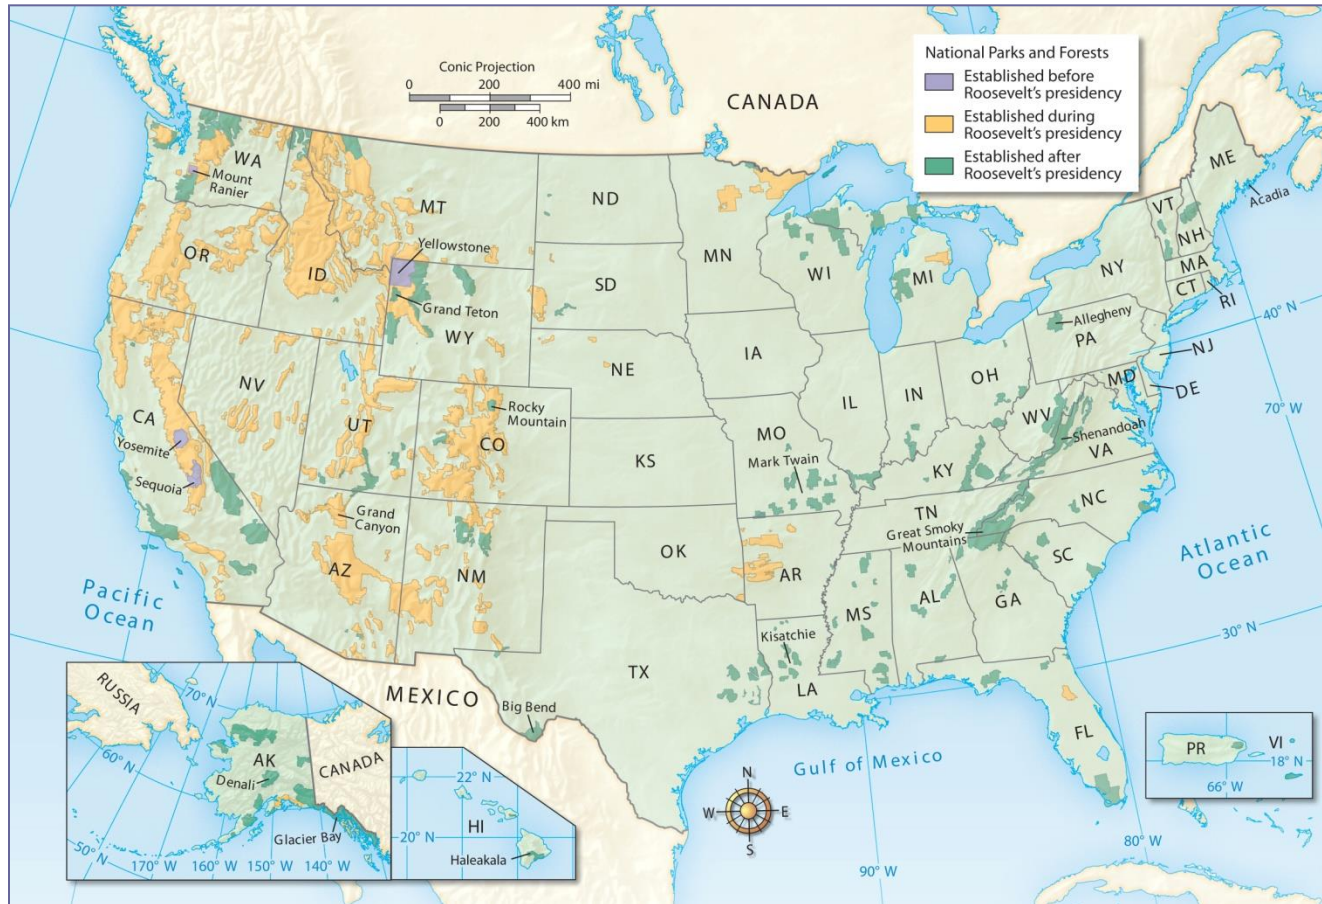 Conic Projection
0 200 400 mi
0 200 400 km
CANADA
National Parks and Forests
Established before
Roosevelt's presidency
Established during
Roosevelt's presidency
Established after
Roosevelt's presidency
WA
Mount
Ranier
MT
ND
MN
ME
Acadia
VT
NH
MA
CT
RI
NY
OR
ID
Yellowstone
Grand Teton
WY
SD
WI
MI
Allegheny
PA
40° N
NJ
MD
DE
70° W
NV
CA
UT
Rocky
Mountain
CO
NE
IA
IL
IN
OH
WV
Shenandoah
VA
Yosemite
Sequoia
KS
MO
Mark Twain
KY
TN
NC
Great Smoky
Mountains
Grand
Canyon
AZ
NM
OK
AR
SC
MS
AL
GA
Atlantic
Ocean
30° N
Pacific
Ocean
TX
Kisatchie
LA
FL
MEXICO
Big Bend
Gulf of Mexico
N
W
E
S
90° W
80° W
RUSSIA
70° N
60° N
50° N
AK
CANADA
Denali
Glacier Bay
170° W
160° W
150° W
140° W
22° N
20° N
HI
Haleakala
PR
VI
18° N
66° W